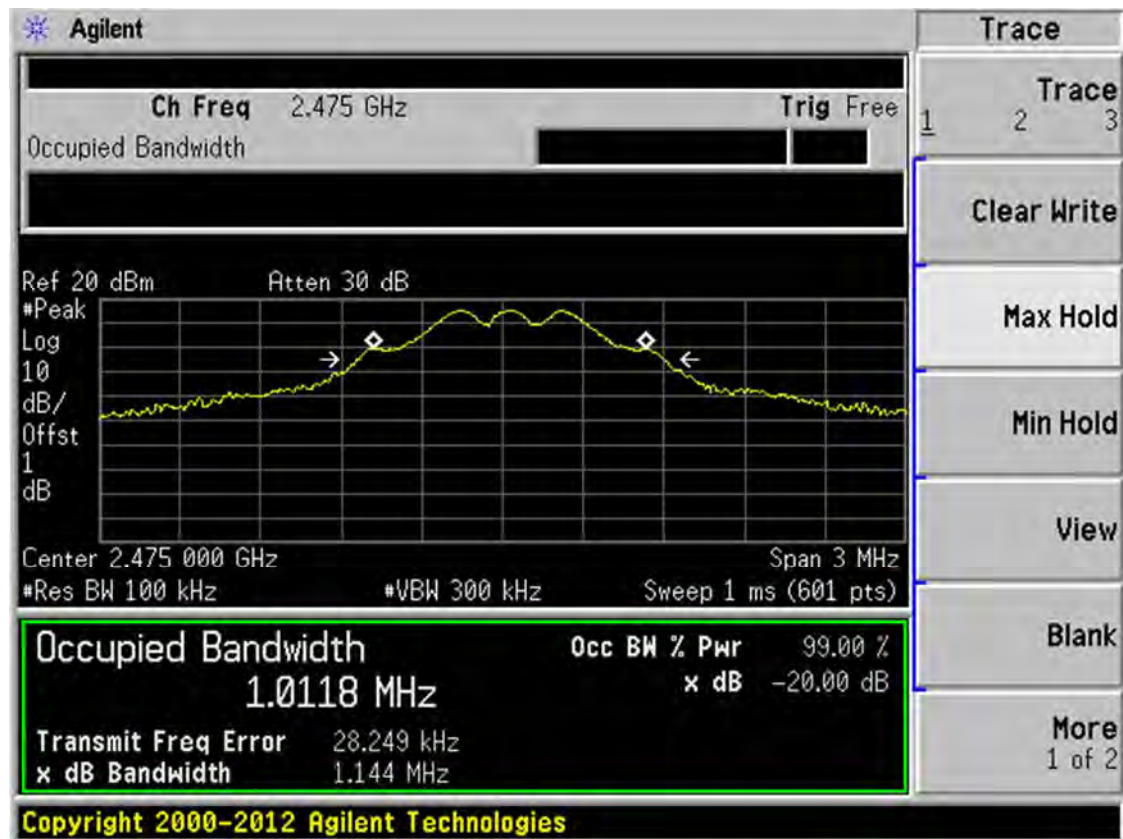 Agilent
Trace
Ch Freq 2.475 GHz Trig Free
Occupied Bandwidth
Trace
1 2 3
Clear Write
Max Hold
Min Hold
View
Blank
More
1 of 2
Ref 20 dBm Atten 30 dB
#Peak
Log
10
dB/
Offst
1
dB
Center 2.475 000 GHz Span 3 MHz
#Res BW 100 kHz #VBW 300 kHz Sweep 1 ms (601 pts)
Occupied Bandwidth Occ BW % Pwr 99.00 %
1.0118 MHz x dB -20.00 dB
Transmit Freq Error 28.249 kHz
x dB Bandwidth 1.144 MHz
Copyright 2000-2012 Agilent Technologies